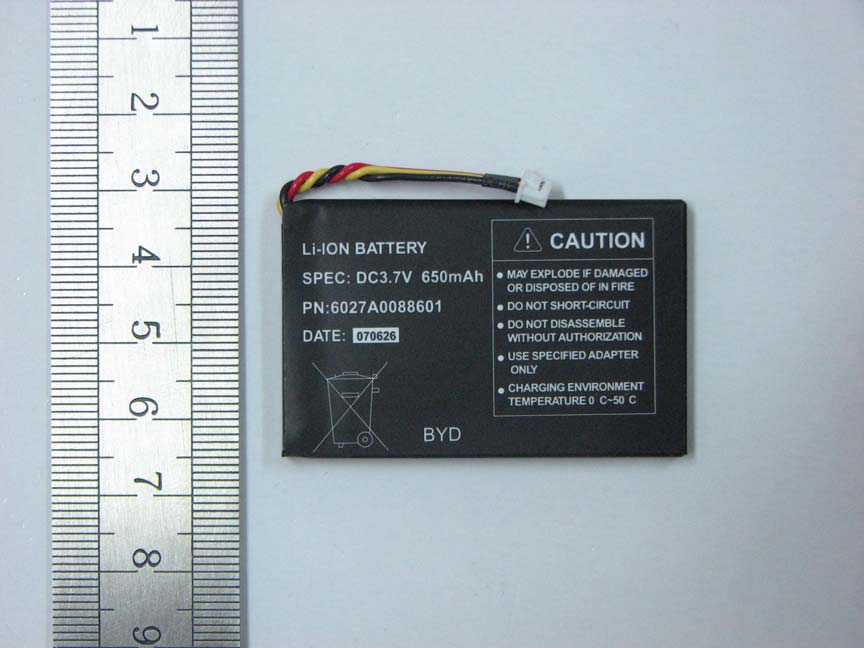 1
2
3
4
5
6
7
8
9
Li-ION BATTERY
SPEC: DC3.7V 650mAh
PN:6027A0088601
DATE: 070626
BYD
! CAUTION
• MAY EXPLODE IF DAMAGED
OR DISPOSED OF IN FIRE
• DO NOT SHORT-CIRCUIT
• DO NOT DISASSEMBLE
WITHOUT AUTHORIZATION
• USE SPECIFIED ADAPTER
ONLY
• CHARGING ENVIRONMENT
TEMPERATURE 0°C~50°C